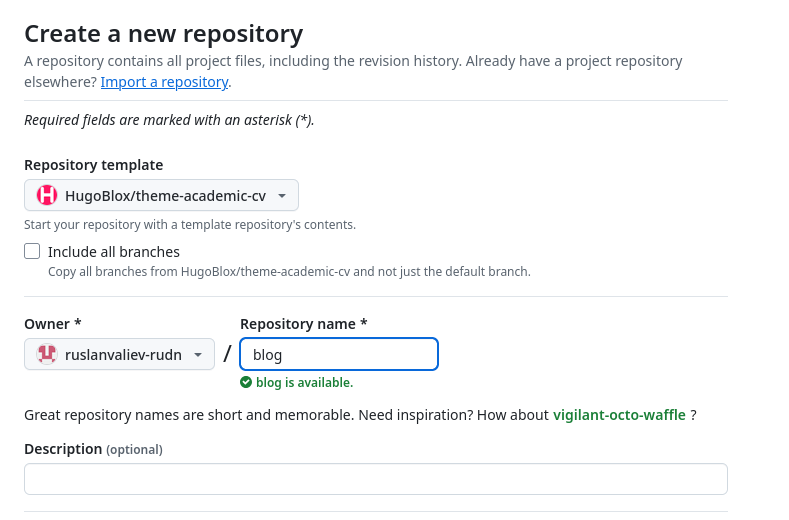 Create a new repository
A repository contains all project files, including the revision history. Already have a project repository
elsewhere? Import a repository.
Required fields are marked with an asterisk (*).
Repository template
HugoBlox/theme-academic-cv
Start your repository with a template repository's contents.
Include all branches
Copy all branches from HugoBlox/theme-academic-cv and not just the default branch.
Owner * Repository name *
ruslanvaliev-rudn / blog
blog is available.
Great repository names are short and memorable. Need inspiration? How about vigilant-octo-waffle ?
Description (optional)